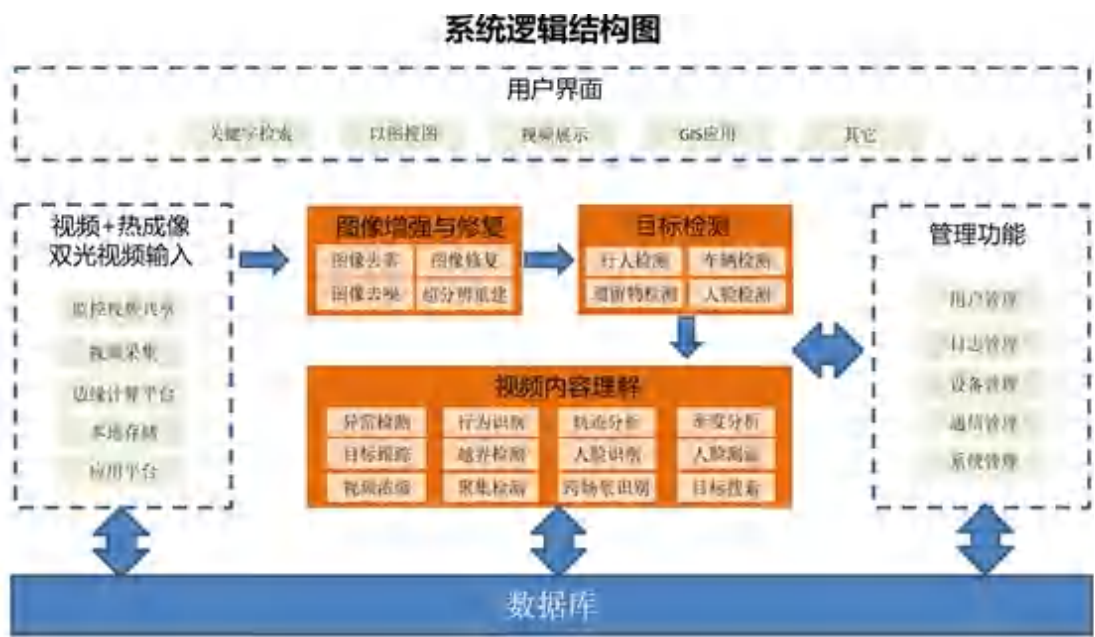 系统逻辑结构图
用户界面
关键字检索 以图搜图 视频展示 GIS应用 其它
视频+热成像
双光视频输入
监控视频共享
视频采集
边缘计算平台
本地存储
应用平台
图像增强与修复
图像去雾 图像修复
图像去噪 超分辨重建
目标检测
行人检测 车辆检测
遗留物检测 人脸检测
视频内容理解
异常检测 行为识别 轨迹分析 密度分析
目标跟踪 越界检测 人脸识别
视频浓缩 聚集检测 跨场景识别 目标搜索
管理功能
用户管理
日志管理
设备管理
通信管理
系统管理
数据库